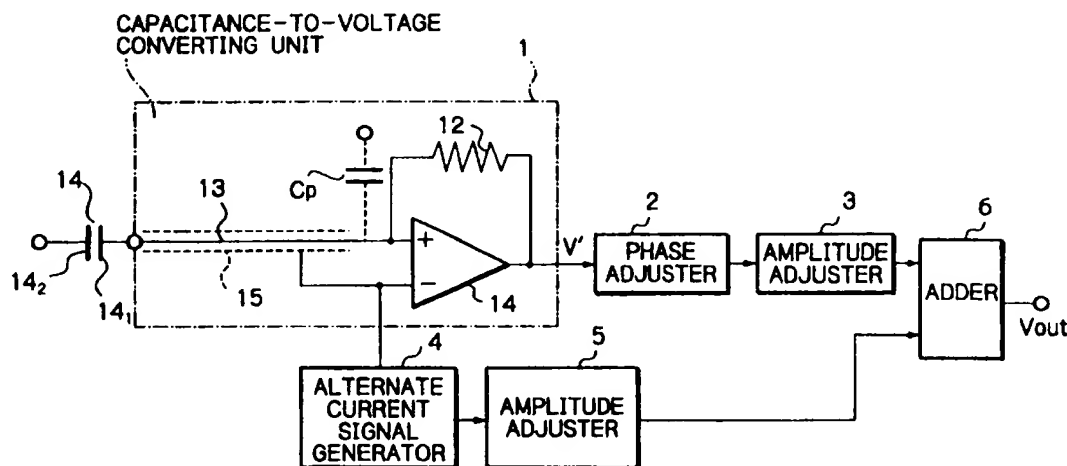 CAPACITANCE-TO-VOLTAGE
CONVERTING UNIT
1
12
Cp
14
13
2
3
6
+
V'
PHASE
ADJUSTER
AMPLITUDE
ADJUSTER
ADDER
14₂
14₁
15
−
14
Vout
4
5
ALTERNATE
CURRENT
SIGNAL
GENERATOR
AMPLITUDE
ADJUSTER